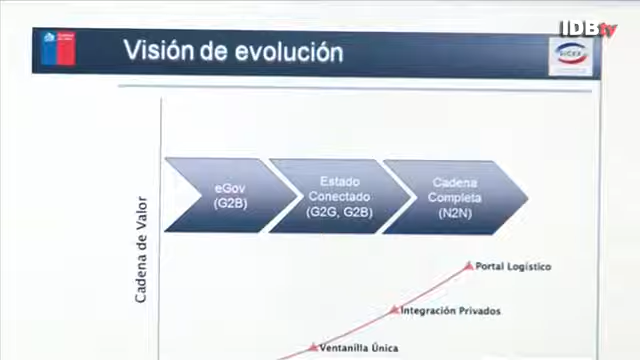 IDBtv
Visión de evolución
SICEX
eGov
(G2B)
Estado
Conectado
(G2G, G2B)
Cadena
Completa
(N2N)
Cadena de Valor
Portal Logístico
Integración Privados
Ventanilla Única